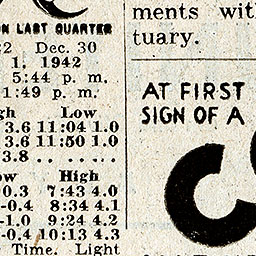 ON LAST QUARTER
22 Dec. 30
1, 1942
5:44 p. m.
1:49 p. m.
gh Low
3.6 11:04 1.0
3.6 11:50 1.0
3.8 .. ... ..
ow High
-0.3 7:43 4.0
-0.4 8:34 4.1
-1.0 9:24 4.2
-0.4 10:13 4.3
Time. Light
ments wit
tuary.
AT FIRST
SIGN OF A